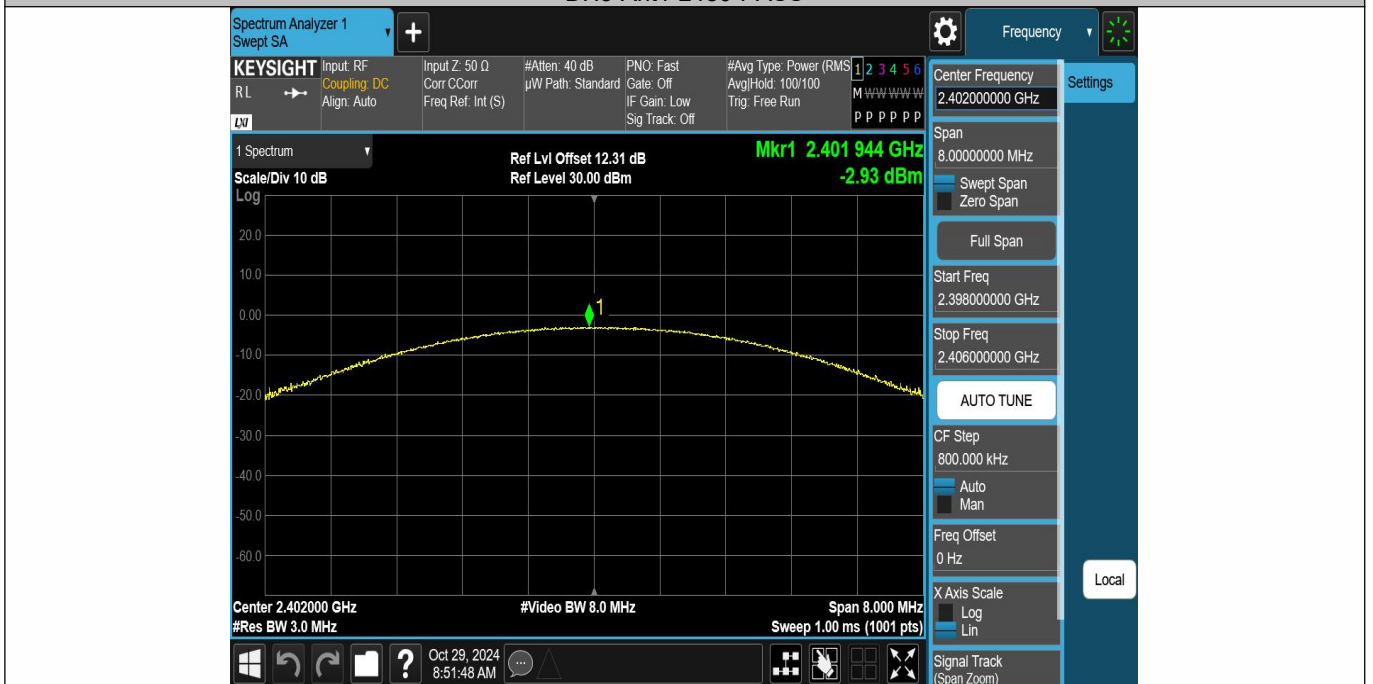 Spectrum Analyzer 1
Swept SA
Frequency
KEYSIGHT
RL
LXI
Input: RF
Coupling: DC
Align: Auto
Input Z: 50 Ω
Corr CCorr
Freq Ref: Int (S)
#Atten: 40 dB
µW Path: Standard
PNO: Fast
Gate: Off
IF Gain: Low
Sig Track: Off
#Avg Type: Power (RMS
Avg|Hold: 100/100
Trig: Free Run
1 2 3 4 5 6
M W W W W W
P P P P P P
1 Spectrum
Scale/Div 10 dB
Ref Lvl Offset 12.31 dB
Ref Level 30.00 dBm
Mkr1 2.401 944 GHz
-2.93 dBm
Log
20.0
10.0
0.00
-10.0
-20.0
-30.0
-40.0
-50.0
-60.0
1
Center 2.402000 GHz
#Res BW 3.0 MHz
#Video BW 8.0 MHz
Span 8.000 MHz
Sweep 1.00 ms (1001 pts)
Center Frequency
2.402000000 GHz
Settings
Span
8.00000000 MHz
Swept Span
Zero Span
Full Span
Start Freq
2.398000000 GHz
Stop Freq
2.406000000 GHz
AUTO TUNE
CF Step
800.000 kHz
Auto
Man
Freq Offset
0 Hz
Local
X Axis Scale
Log
Lin
Signal Track
(Span Zoom)
?
Oct 29, 2024
8:51:48 AM